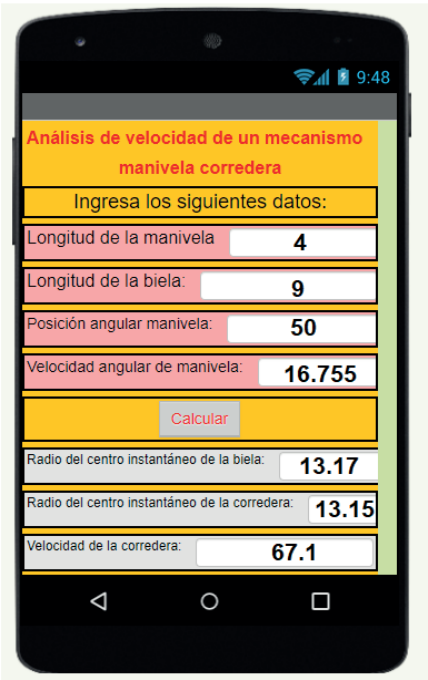 9:48
Análisis de velocidad de un mecanismo
manivela corredera
Ingresa los siguientes datos:
Longitud de la manivela 4
Longitud de la biela: 9
Posición angular manivela: 50
Velocidad angular de manivela: 16.755
Calcular
Radio del centro instantáneo de la biela: 13.17
Radio del centro instantáneo de la corredera: 13.15
Velocidad de la corredera: 67.1